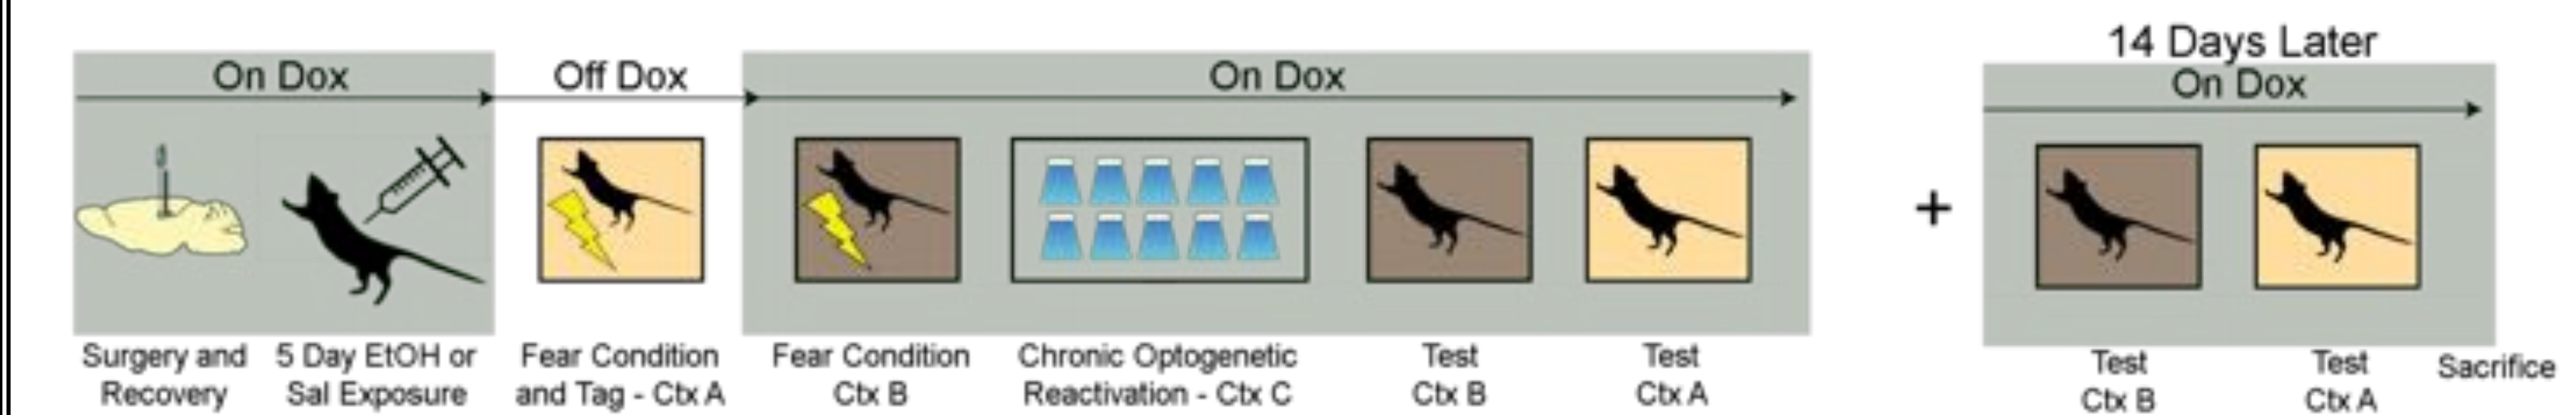 14 Days Later
On Dox
Off Dox
On Dox
On Dox
+
Surgery and
Recovery
5 Day EtOH or
Sal Exposure
Fear Condition
and Tag - Ctx A
Fear Condition
Ctx B
Chronic Optogenetic
Reactivation - Ctx C
Test
Ctx B
Test
Ctx A
Test
Ctx B
Test
Ctx A
Sacrifice